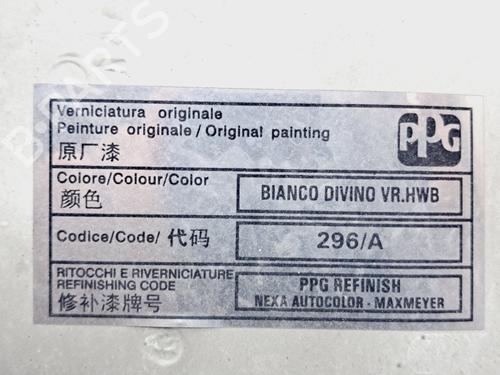 Verniciatura originale
Peinture originale / Original painting
原厂漆
PPG
Colore/Colour/Color
颜色
BIANCO DIVINO VR.HWB
Codice/Code/ 代码
296/A
RITOCCHI E RIVERNICIATURE
REFINISHING CODE
修补漆牌号
PPG REFINISH
NEXA AUTOCOLOR - MAXMEYER
B-PARTS